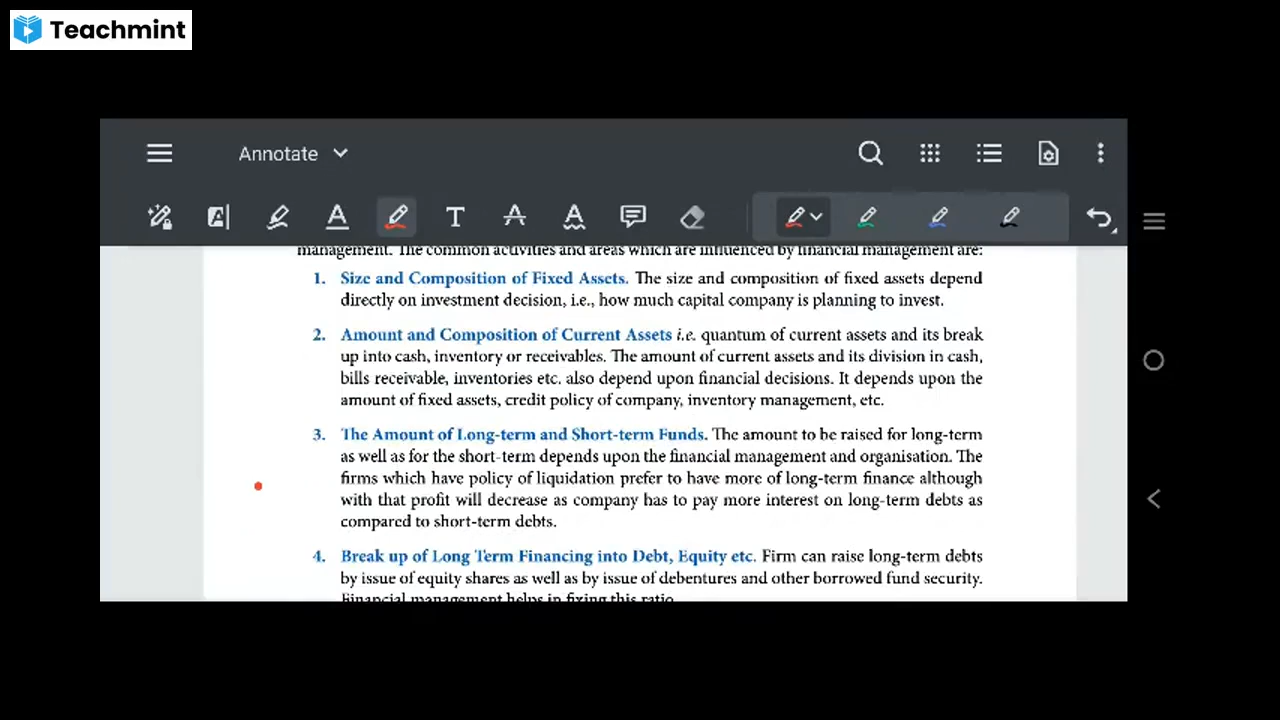 Teachmint
Annotate
management. The common activities and areas which are influenced by financial management are:
1. Size and Composition of Fixed Assets. The size and composition of fixed assets depend
directly on investment decision, i.e., how much capital company is planning to invest.
2. Amount and Composition of Current Assets i.e. quantum of current assets and its break
up into cash, inventory or receivables. The amount of current assets and its division in cash,
bills receivable, inventories etc. also depend upon financial decisions. It depends upon the
amount of fixed assets, credit policy of company, inventory management, etc.
3. The Amount of Long-term and Short-term Funds. The amount to be raised for long-term
as well as for the short-term depends upon the financial management and organisation. The
firms which have policy of liquidation prefer to have more of long-term finance although
with that profit will decrease as company has to pay more interest on long-term debts as
compared to short-term debts.
4. Break up of Long Term Financing into Debt, Equity etc. Firm can raise long-term debts
by issue of equity shares as well as by issue of debentures and other borrowed fund security.
Financial management helps in fixing this ratio.